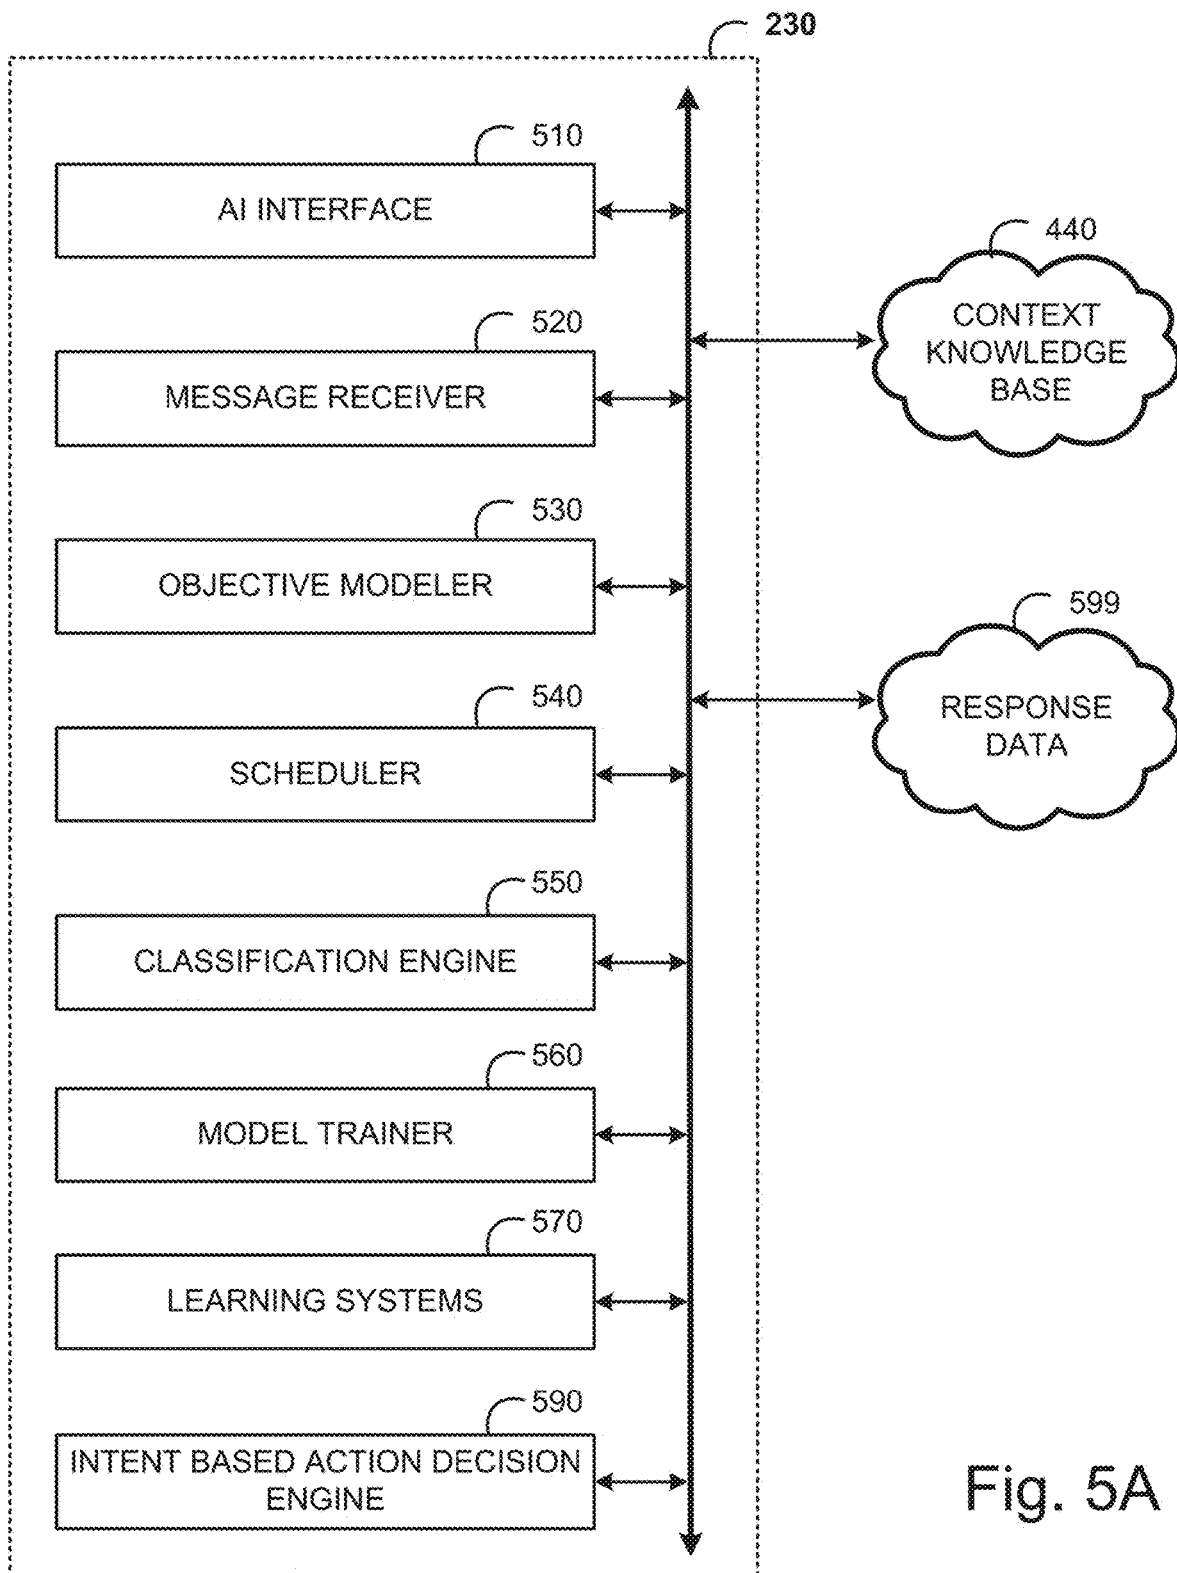 230
510
AI INTERFACE
440
CONTEXT
KNOWLEDGE
BASE
520
MESSAGE RECEIVER
530
OBJECTIVE MODELER
599
RESPONSE
DATA
540
SCHEDULER
550
CLASSIFICATION ENGINE
560
MODEL TRAINER
570
LEARNING SYSTEMS
590
INTENT BASED ACTION DECISION
ENGINE
Fig. 5A